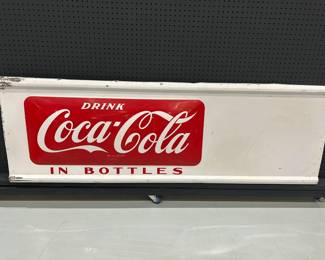 DRINK
Coca-Cola
IN BOTTLES